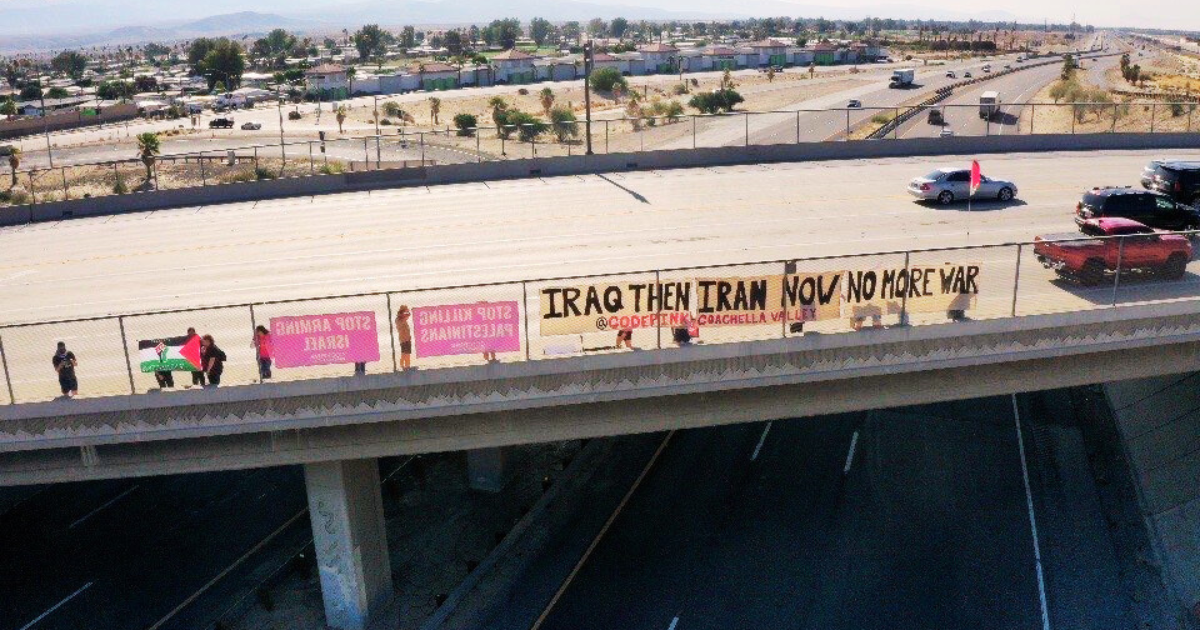 STOP ARMING
ISRAEL
STOP KILLING
PALESTINIANS
IRAQ THEN IRAN NOW NO MORE WAR
@CODEPINK-COACHELLA VALLEY